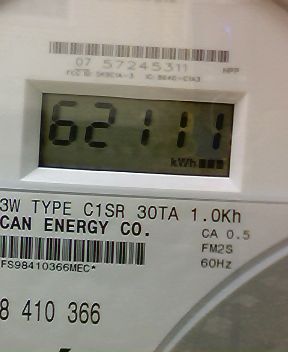 07 57245311
NPP
62111
kWh
3W TYPE C1SR 30TA 1.0Kh
CAN ENERGY CO.
CA 0.5
FM2S
60Hz
FS98410366MEC*
8 410 366